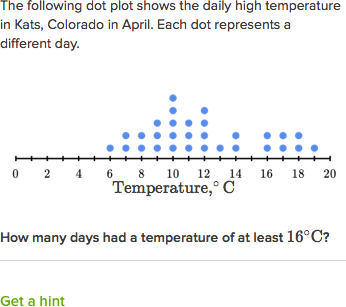 The following dot plot shows the daily high temperature
in Kats, Colorado in April. Each dot represents a
different day.
0 2 4 6 8 10 12 14 16 18 20
Temperature,° C
How many days had a temperature of at least 16°C?
Get a hint